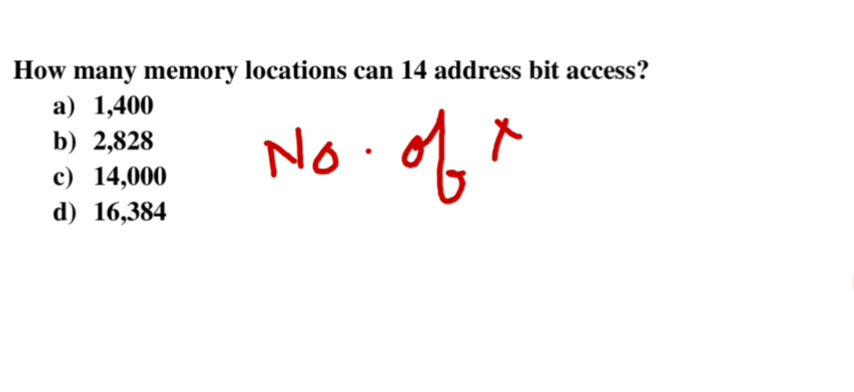 How many memory locations can 14 address bit access?
a) 1,400
b) 2,828
c) 14,000
d) 16,384
No. of